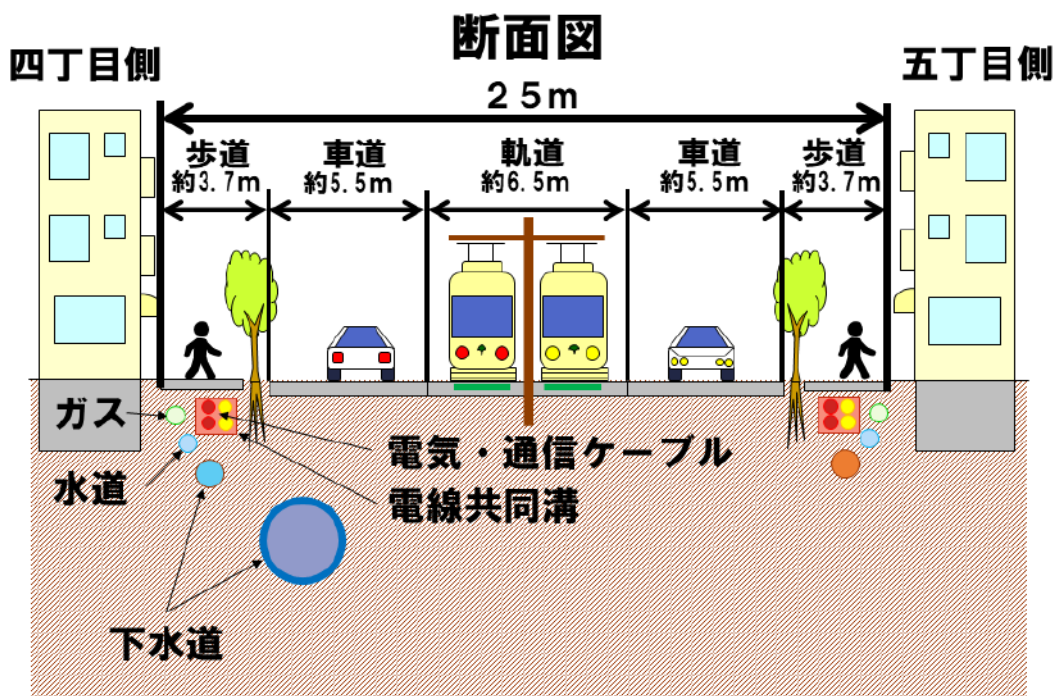 断面図
四丁目側
五丁目側
25m
歩道
約3.7m
車道
約5.5m
軌道
約6.5m
車道
約5.5m
歩道
約3.7m
ガス
水道
電気・通信ケーブル
電線共同溝
下水道